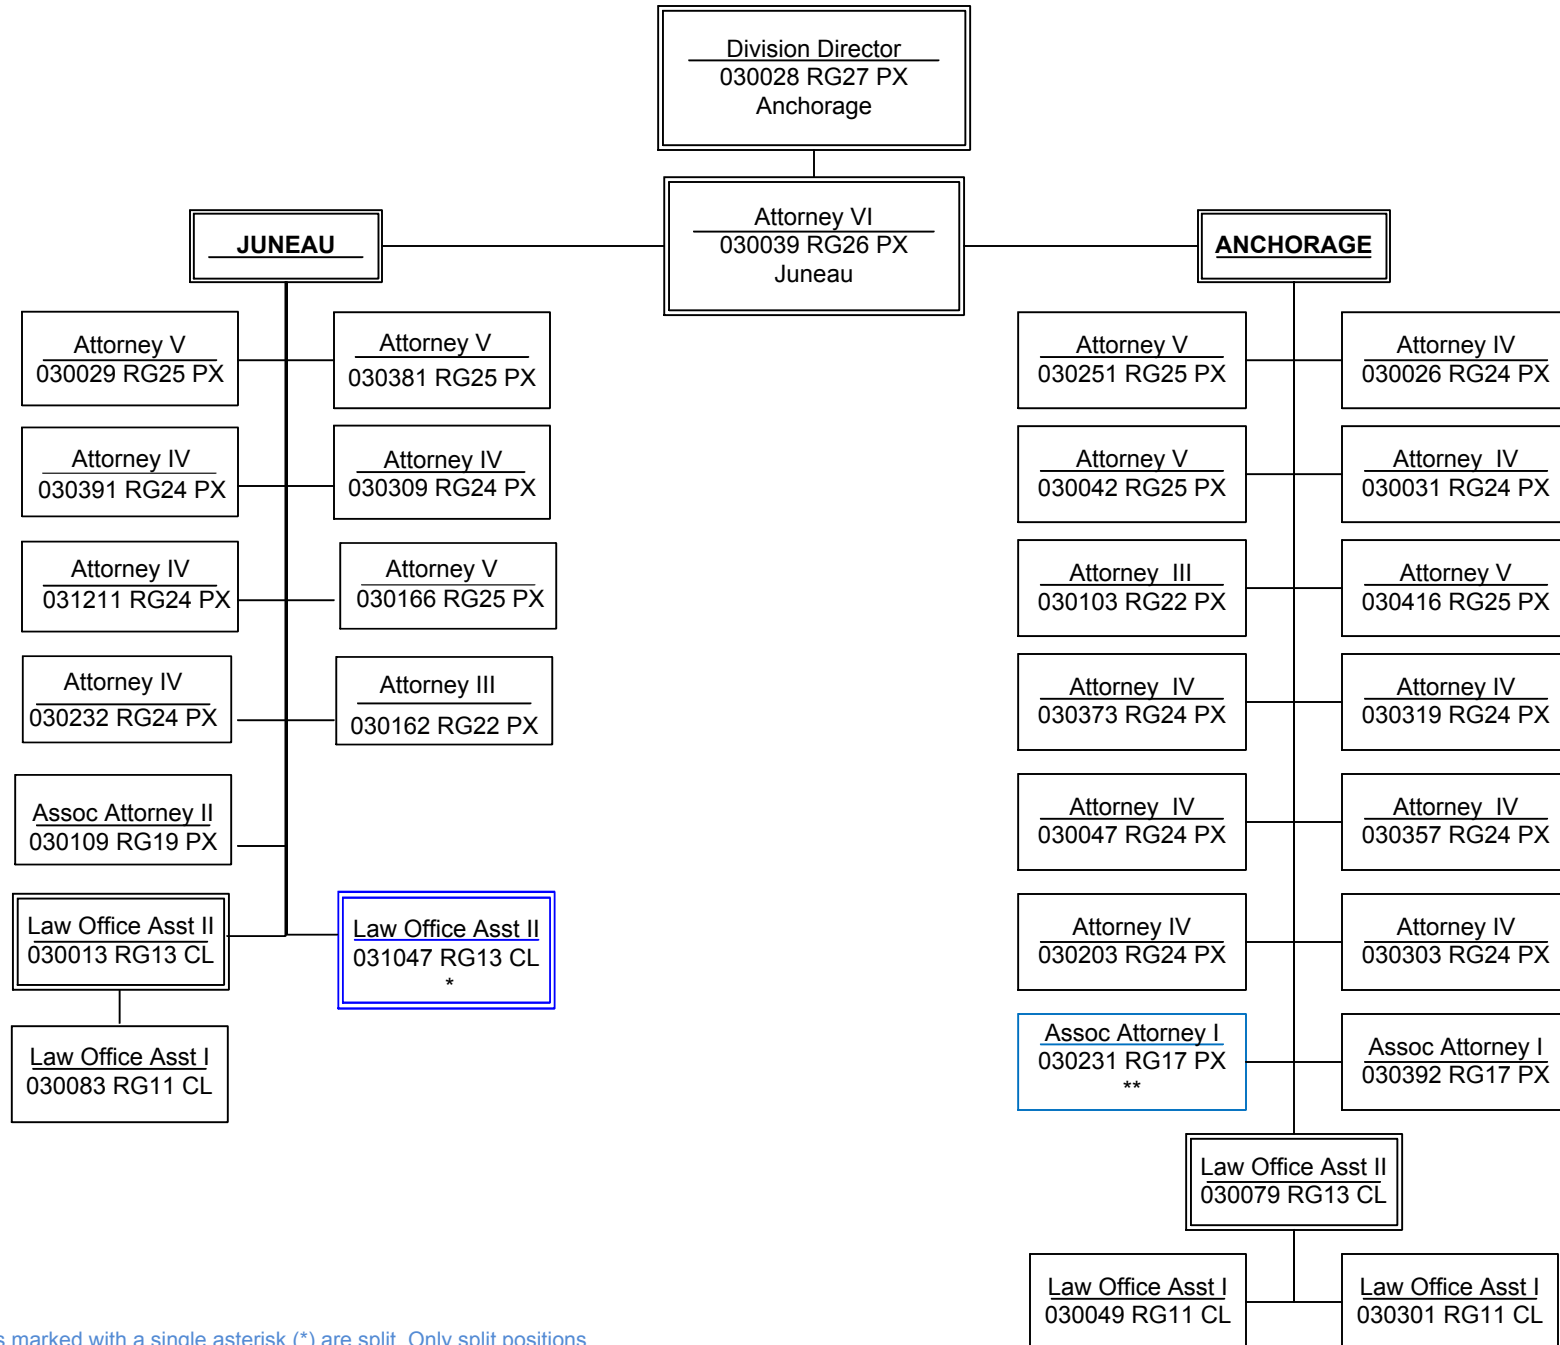 Division Director
030028 RG27 PX
Anchorage
Attorney VI
030039 RG26 PX
Juneau
JUNEAU
Attorney V
030029 RG25 PX
Attorney V
030381 RG25 PX
Attorney IV
030391 RG24 PX
Attorney IV
030309 RG24 PX
Attorney IV
031211 RG24 PX
Attorney V
030166 RG25 PX
Attorney IV
030232 RG24 PX
Attorney III
030162 RG22 PX
Assoc Attorney II
030109 RG19 PX
Law Office Asst II
030013 RG13 CL
Law Office Asst II
031047 RG13 CL
*
Law Office Asst I
030083 RG11 CL
ANCHORAGE
Attorney V
030251 RG25 PX
Attorney IV
030026 RG24 PX
Attorney V
030042 RG25 PX
Attorney IV
030031 RG24 PX
Attorney III
030103 RG22 PX
Attorney V
030416 RG25 PX
Attorney IV
030373 RG24 PX
Attorney IV
030319 RG24 PX
Attorney IV
030047 RG24 PX
Attorney IV
030357 RG24 PX
Attorney IV
030203 RG24 PX
Attorney IV
030303 RG24 PX
Assoc Attorney I
030231 RG17 PX
**
Assoc Attorney I
030392 RG17 PX
Law Office Asst II
030079 RG13 CL
Law Office Asst I
030049 RG11 CL
Law Office Asst I
030301 RG11 CL
s marked with a single asterisk (*) are split. Only split positions